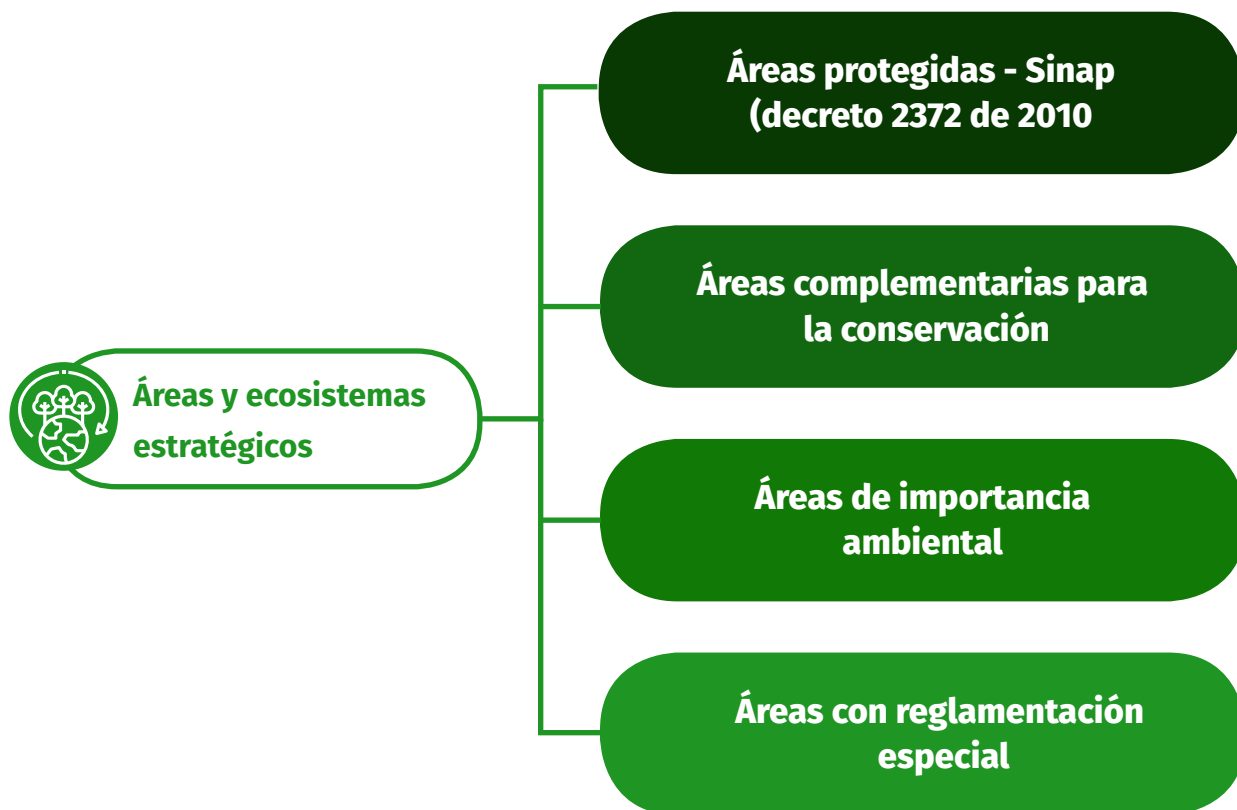 Áreas protegidas - Sinap
(decreto 2372 de 2010
Áreas complementarias para
la conservación
Áreas y ecosistemas
estratégicos
Áreas de importancia
ambiental
Áreas con reglamentación
especial